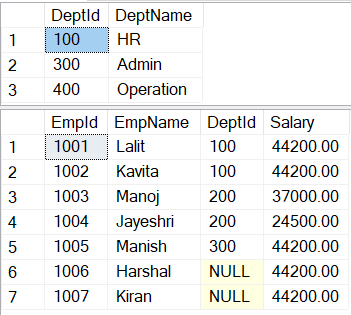 DeptId DeptName
1 100 HR
2 300 Admin
3 400 Operation
EmpId EmpName DeptId Salary
1 1001 Lalit 100 44200.00
2 1002 Kavita 100 44200.00
3 1003 Manoj 200 37000.00
4 1004 Jayeshri 200 24500.00
5 1005 Manish 300 44200.00
6 1006 Harshal NULL 44200.00
7 1007 Kiran NULL 44200.00